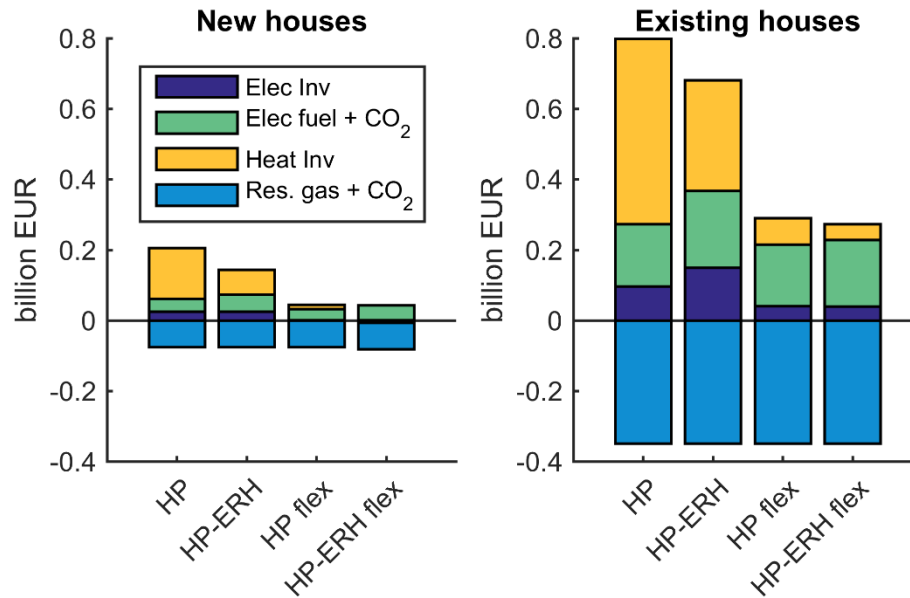 New houses
0.8
0.6
0.4
0.2
0
-0.2
-0.4
billion EUR
Elec Inv
Elec fuel + CO2
Heat Inv
Res. gas + CO2
HP
HP-ERH
HP flex
HP-ERH flex
Existing houses
0.8
0.6
0.4
0.2
0
-0.2
-0.4
billion EUR
HP
HP-ERH
HP flex
HP-ERH flex